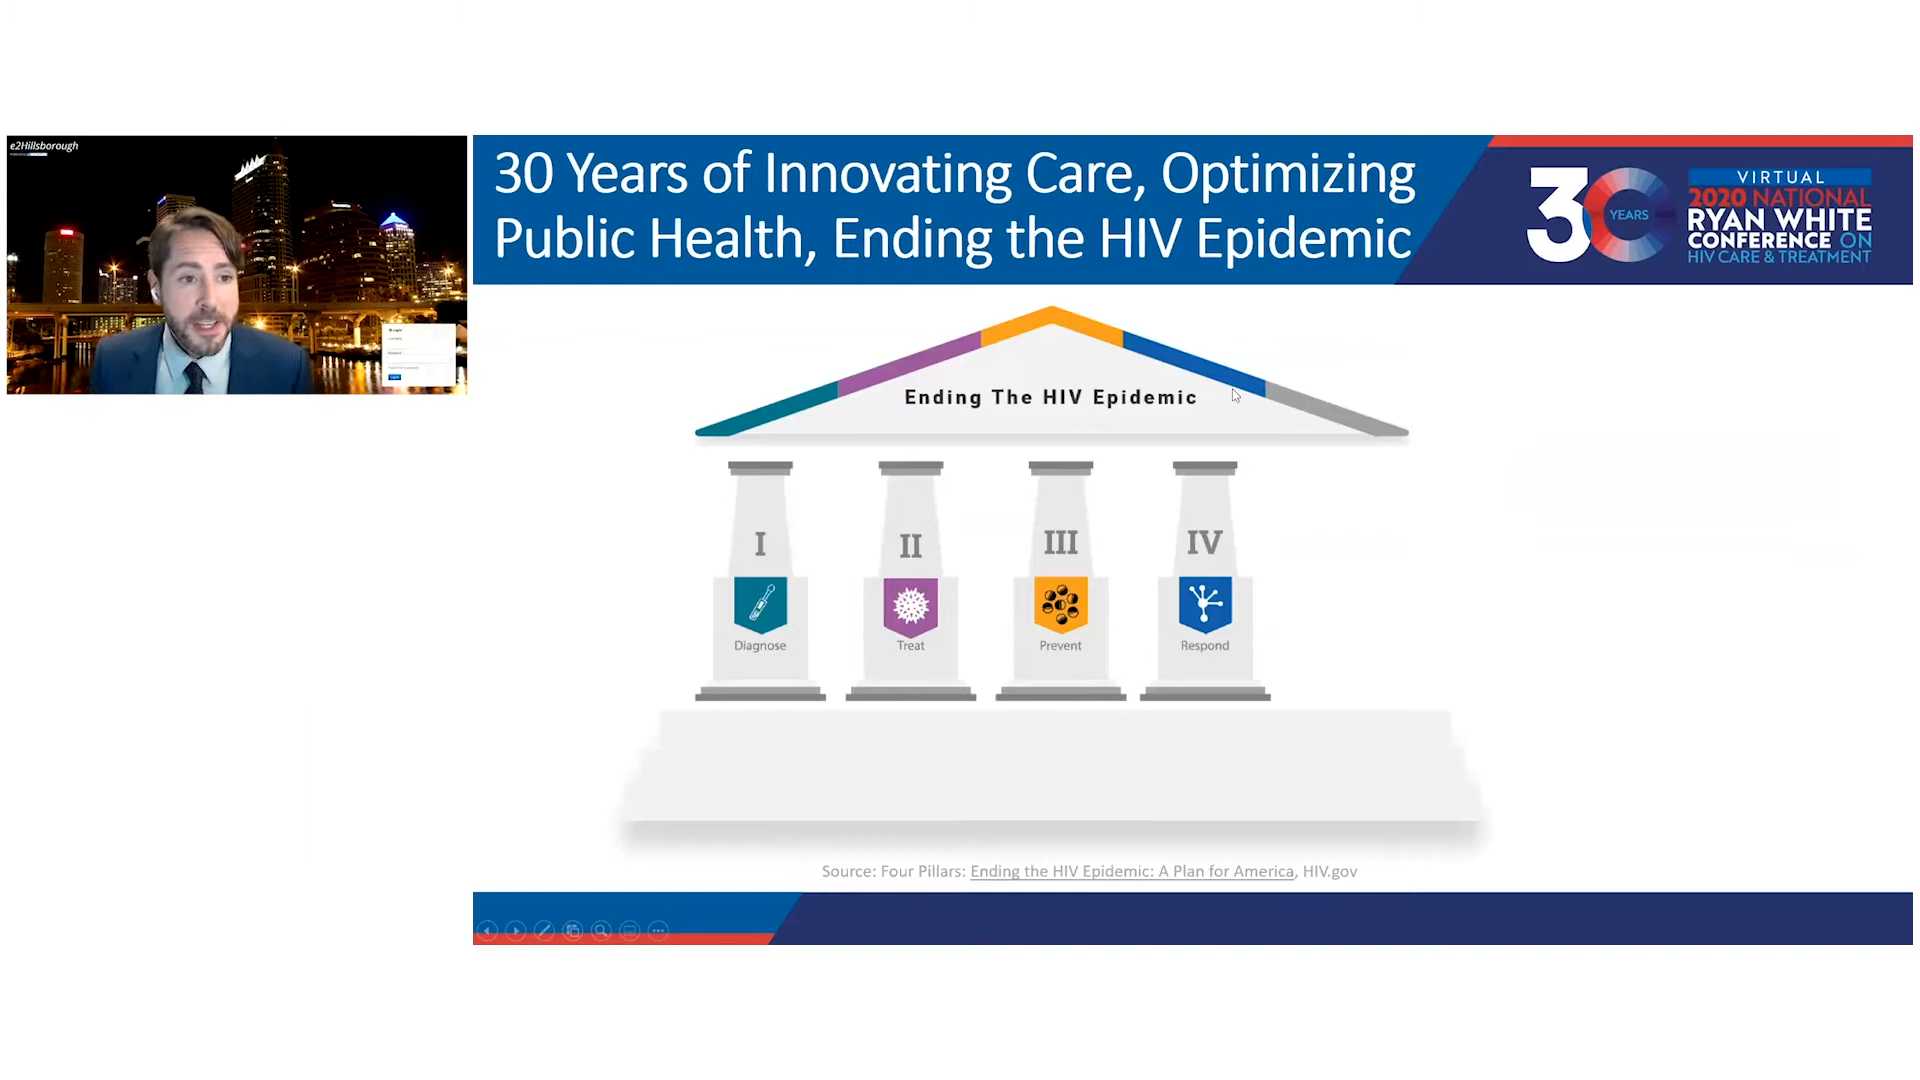 e2Hillsborough
30 Years of Innovating Care, Optimizing
Public Health, Ending the HIV Epidemic
30
YEARS
VIRTUAL
2020 NATIONAL
RYAN WHITE
CONFERENCE ON
HIV CARE & TREATMENT
Ending The HIV Epidemic
I
II
III
IV
Diagnose
Treat
Prevent
Respond
Source: Four Pillars: Ending the HIV Epidemic: A Plan for America, HIV.gov